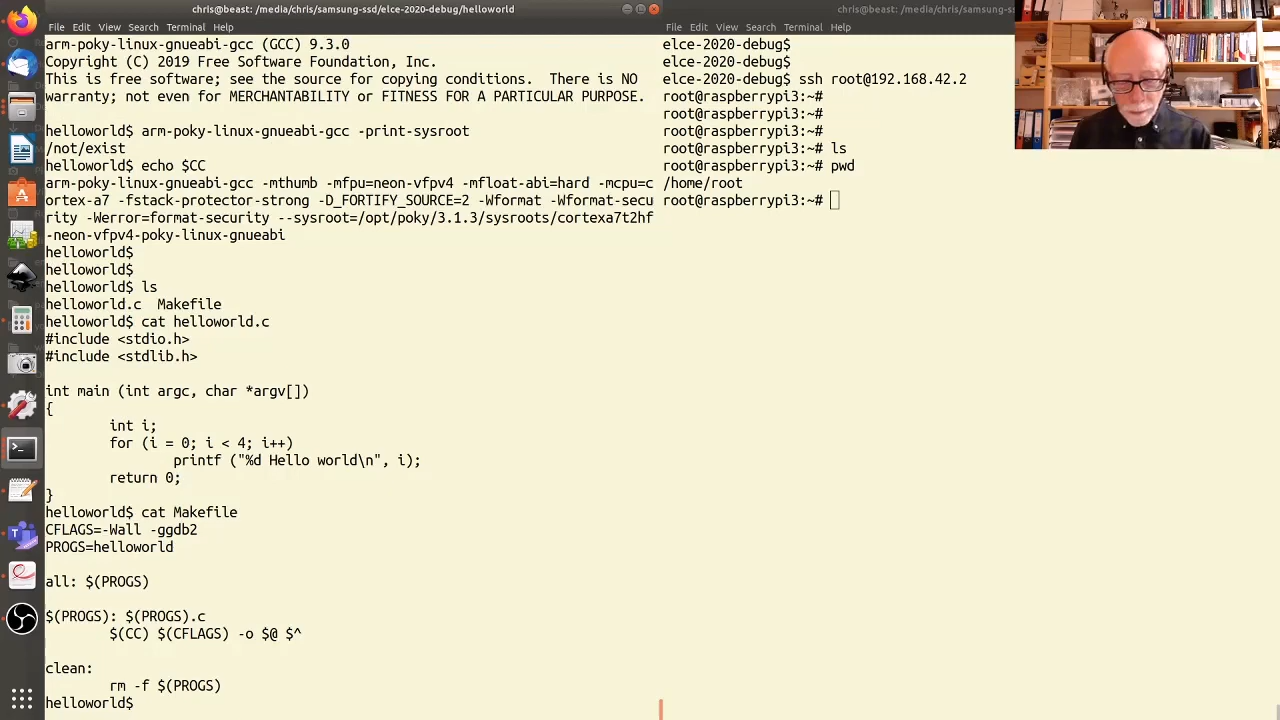 chris@beast: /media/chris/samsung-ssd/elce-2020-debug/helloworld
File Edit View Search Terminal Help
arm-poky-linux-gnueabi-gcc (GCC) 9.3.0
Copyright (C) 2019 Free Software Foundation, Inc.
This is free software; see the source for copying conditions.  There is NO
warranty; not even for MERCHANTABILITY or FITNESS FOR A PARTICULAR PURPOSE.
helloworld$ arm-poky-linux-gnueabi-gcc -print-sysroot
/not/exist
helloworld$ echo $CC
arm-poky-linux-gnueabi-gcc -mthumb -mfpu=neon-vfpv4 -mfloat-abi=hard -mcpu=c
ortex-a7 -fstack-protector-strong -D_FORTIFY_SOURCE=2 -Wformat -Wformat-secu
rity -Werror=format-security --sysroot=/opt/poky/3.1.3/sysroots/cortexa7t2hf
-neon-vfpv4-poky-linux-gnueabi
helloworld$
helloworld$
helloworld$ ls
helloworld.c  Makefile
helloworld$ cat helloworld.c
#include <stdio.h>
#include <stdlib.h>
int main (int argc, char *argv[])
{
int i;
for (i = 0; i < 4; i++)
printf ("%d Hello world\n", i);
return 0;
}
helloworld$ cat Makefile
CFLAGS=-Wall -ggdb2
PROGS=helloworld
all: $(PROGS)
$(PROGS): $(PROGS).c
$(CC) $(CFLAGS) -o $@ $^
clean:
rm -f $(PROGS)
helloworld$
chris@beast: /media/chris/samsung-ss
File Edit View Search Terminal Help
elce-2020-debug$
elce-2020-debug$
elce-2020-debug$ ssh root@192.168.42.2
root@raspberrypi3:~#
root@raspberrypi3:~#
root@raspberrypi3:~#
root@raspberrypi3:~# ls
root@raspberrypi3:~# pwd
/home/root
root@raspberrypi3:~#